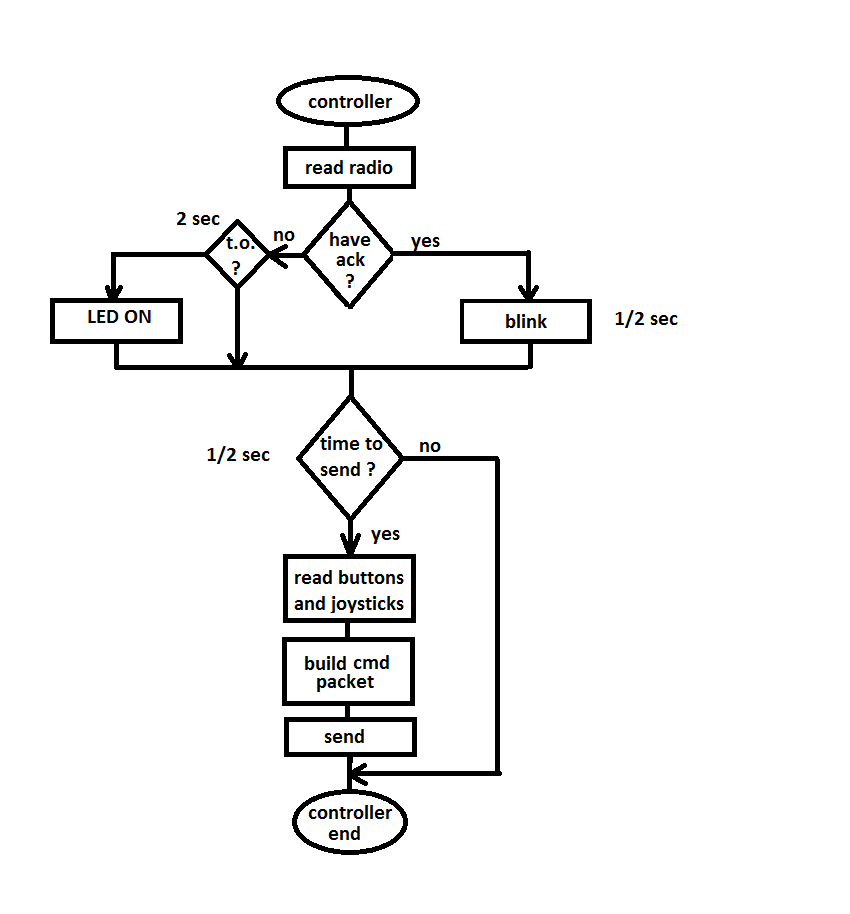 controller
read radio
2 sec
t.o.
?
no
have
ack
?
yes
LED ON
blink
1/2 sec
1/2 sec
time to
send ?
no
yes
read buttons
and joysticks
build cmd
packet
send
controller
end